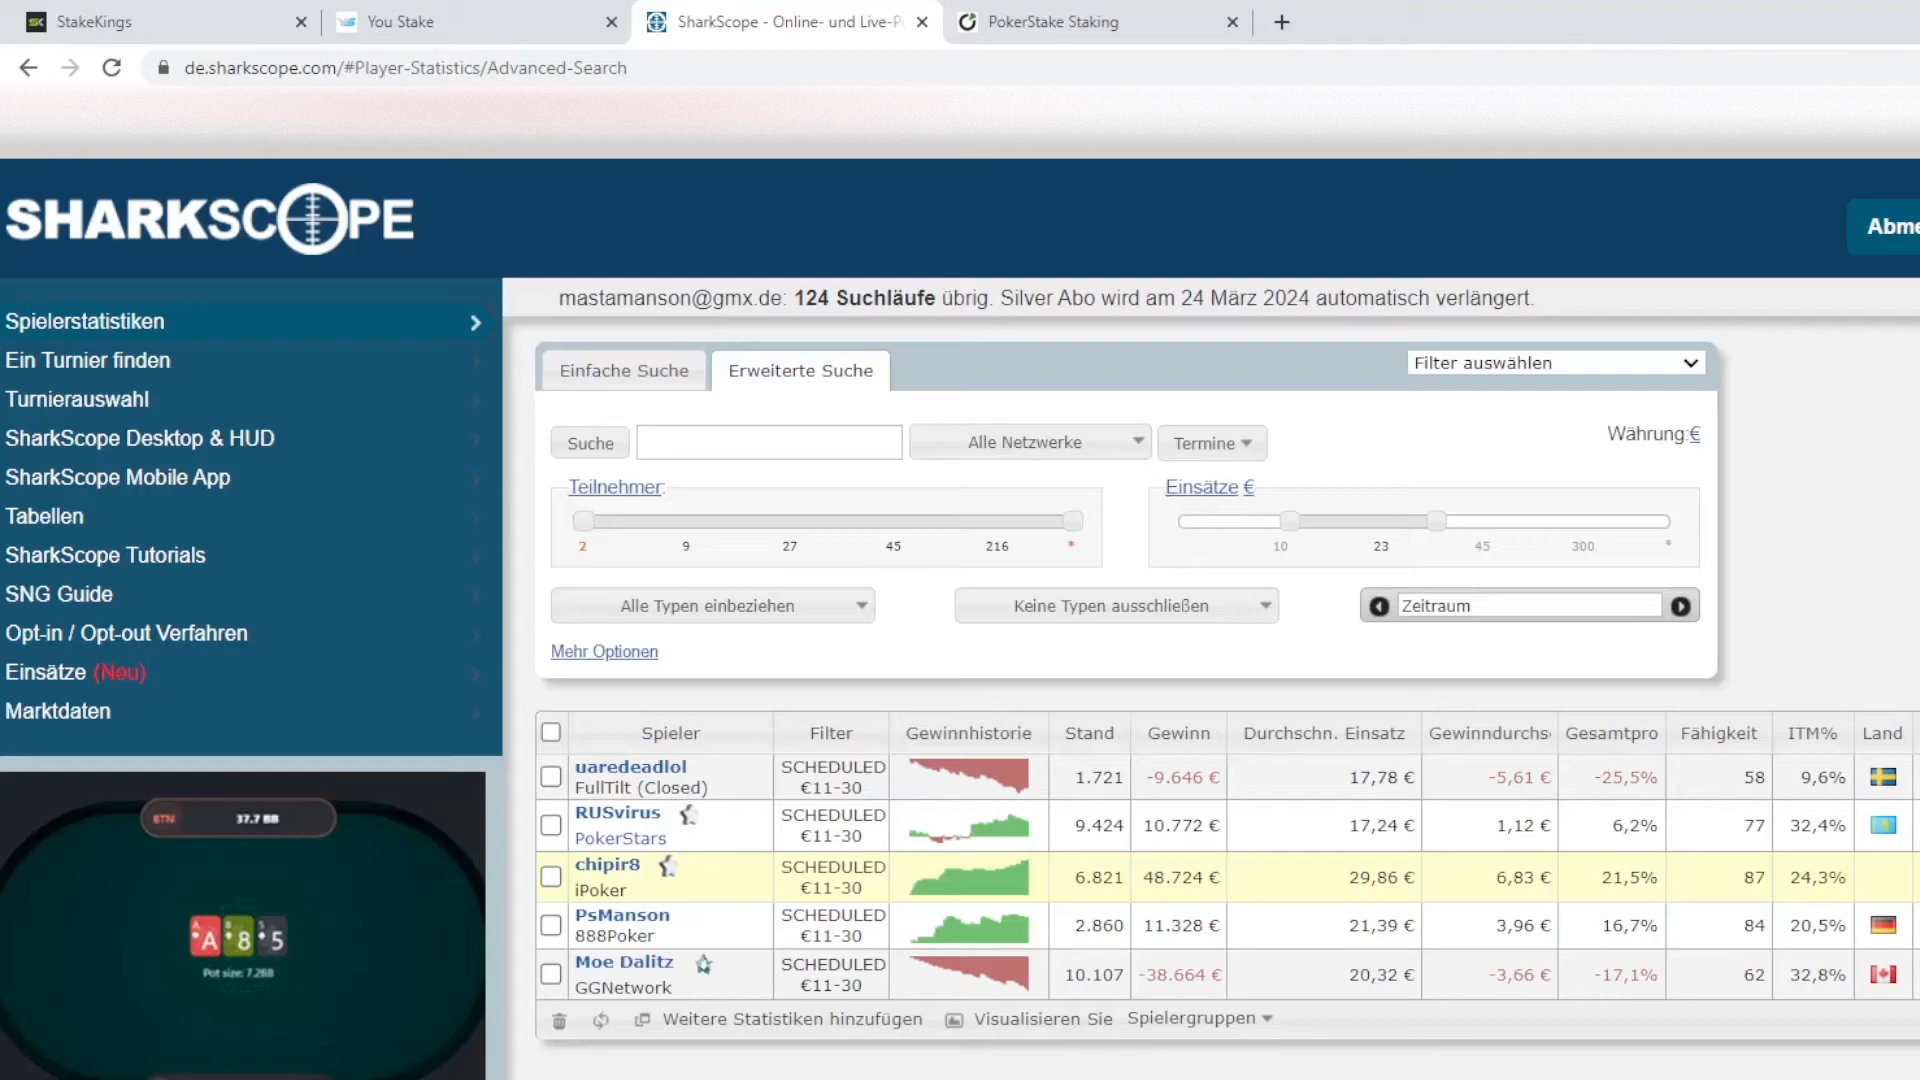 StakeKings
You Stake
SharkScope - Online- und Live-P
PokerStake Staking
de.sharkscope.com/#Player-Statistics/Advanced-Search
SHARKSCOPE
Abme
mastamanson@gmx.de: 124 Suchläufe übrig. Silver Abo wird am 24 März 2024 automatisch verlängert.
Spielerstatistiken
Ein Turnier finden
Turnierauswahl
SharkScope Desktop & HUD
SharkScope Mobile App
Tabellen
SharkScope Tutorials
SNG Guide
Opt-in / Opt-out Verfahren
Einsätze (Neu)
Marktdaten
BTN 37.7 BB
A 8 5
Pot size: 7.2BB
Einfache Suche Erweiterte Suche Filter auswählen
Suche Alle Netzwerke Termine Währung:€
Teilnehmer: Einsätze €
2 9 27 45 216 * 10 23 45 300 *
Alle Typen einbeziehen Keine Typen ausschließen Zeitraum
Mehr Optionen
Spieler Filter Gewinnhistorie Stand Gewinn Durchschn. Einsatz Gewinndurchs Gesamtpro Fähigkeit ITM% Land
uaredeadlol FullTilt (Closed) SCHEDULED €11-30 1.721 -9.646 € 17,78 € -5,61 € -25,5% 58 9,6%
RUSvirus PokerStars SCHEDULED €11-30 9.424 10.772 € 17,24 € 1,12 € 6,2% 77 32,4%
chipir8 iPoker SCHEDULED €11-30 6.821 48.724 € 29,86 € 6,83 € 21,5% 87 24,3%
PsManson 888Poker SCHEDULED €11-30 2.860 11.328 € 21,39 € 3,96 € 16,7% 84 20,5%
Moe Dalitz GGNetwork SCHEDULED €11-30 10.107 -38.664 € 20,32 € -3,66 € -17,1% 62 32,8%
Weitere Statistiken hinzufügen Visualisieren Sie Spielergruppen